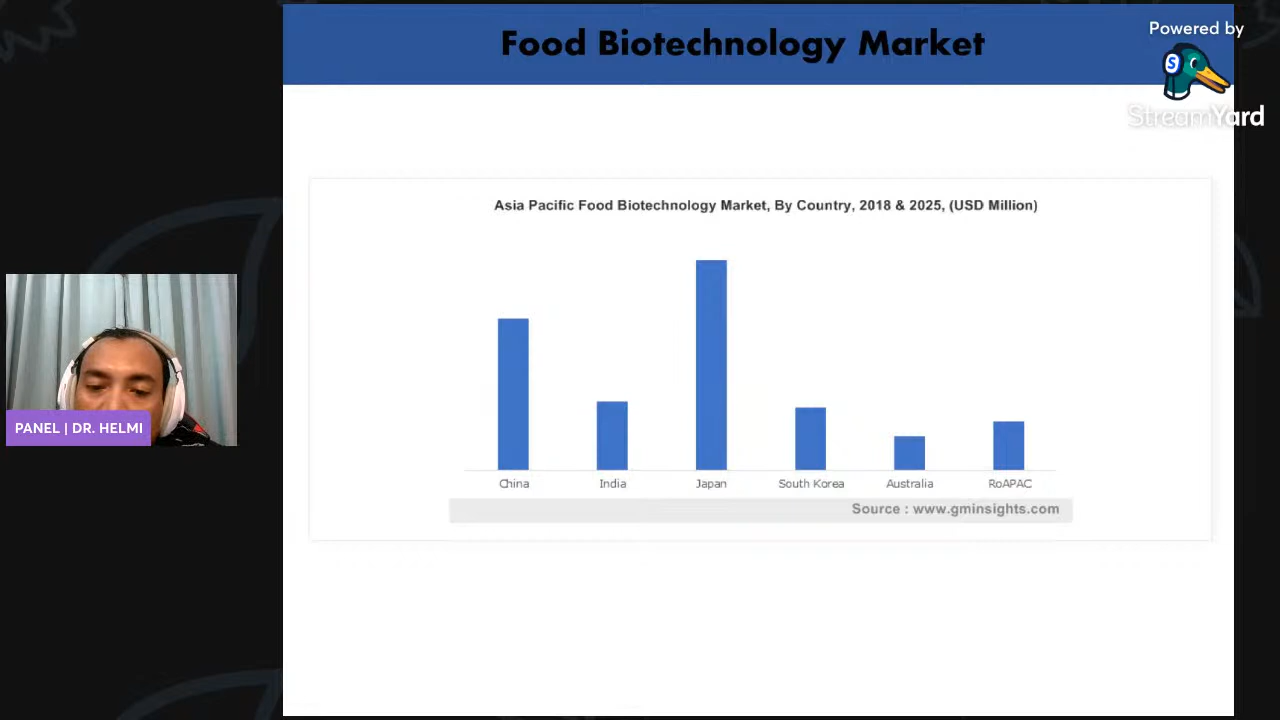 Food Biotechnology Market
Powered by
StreamYard
Asia Pacific Food Biotechnology Market, By Country, 2018 & 2025, (USD Million)
China India Japan South Korea Australia RoAPAC
Source : www.gminsights.com
PANEL | DR. HELMI